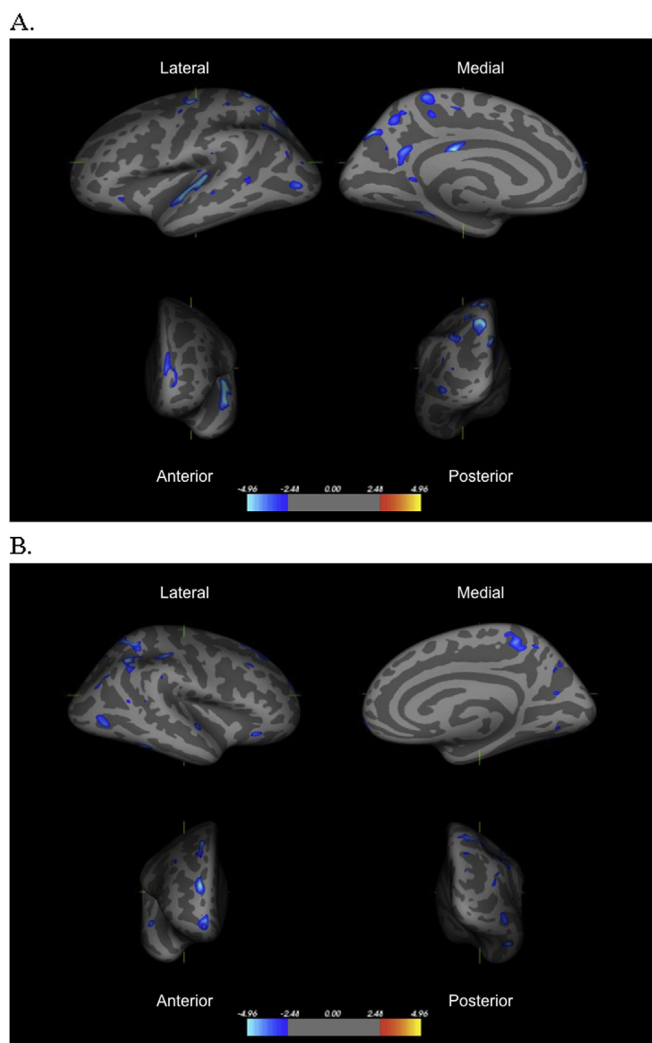 A.
Lateral Medial
Anterior Posterior
-4.96 -2.48 0.00 2.48 4.96
B.
Lateral Medial
Anterior Posterior
-4.96 -2.48 0.00 2.48 4.96